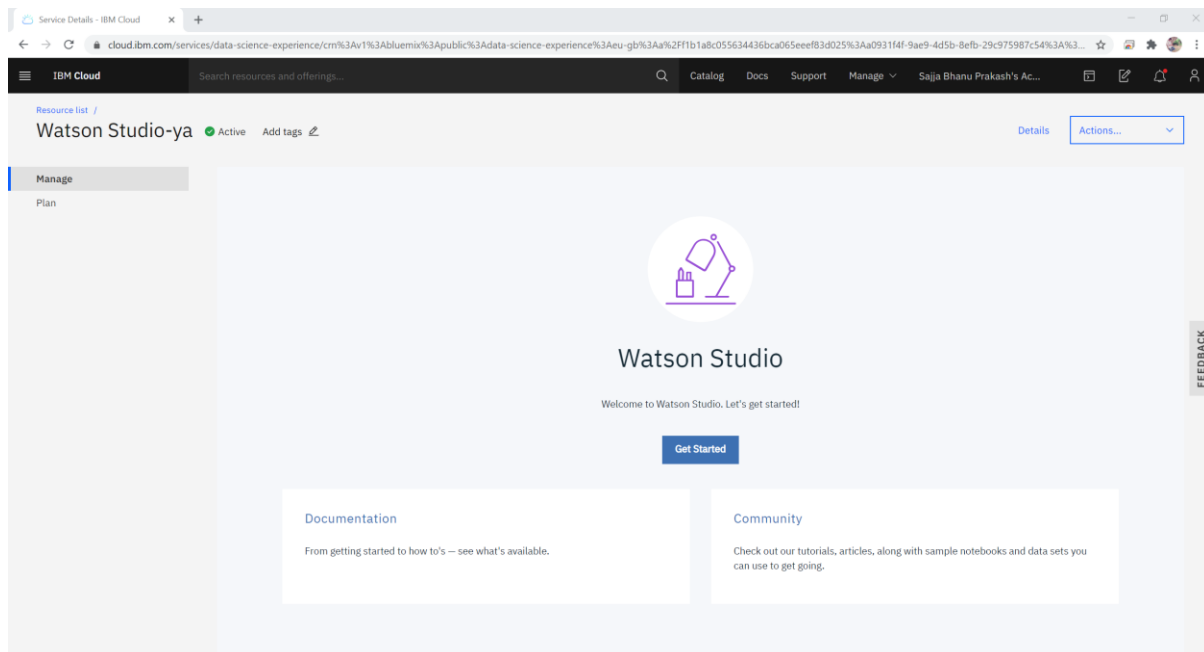 Service Details - IBM Cloud
cloud.ibm.com/services/data-science-experience/crn%3Av1%3Abluemix%3Apublic%3Adata-science-experience%3Aeu-gb%3Aa%2Ff1b1a8c055634436bca065eeef83d025%3Aa0931f4f-9ae9-4d5b-8efb-29c975987c54%3A%3...
IBM Cloud Search resources and offerings... Catalog Docs Support Manage Sajja Bhanu Prakash's Ac...
Resource list /
Watson Studio-ya Active Add tags Details Actions...
Manage
Plan
Watson Studio
Welcome to Watson Studio. Let's get started!
FEEDBACK
Get Started
Documentation Community
From getting started to how to's — see what's available. Check out our tutorials, articles, along with sample notebooks and data sets you
can use to get going.